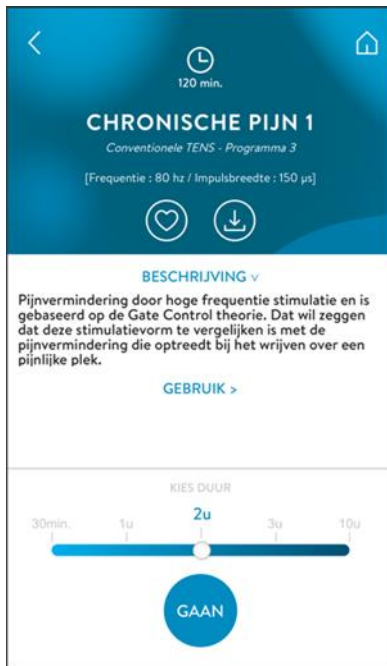 120 min.
CHRONISCHE PIJN 1
Conventionele TENS - Programma 3
[Frequentie : 80 hz / Impulsbreedte : 150 µs]
BESCHRIJVING ˅
Pijnvermindering door hoge frequentie stimulatie en is
gebaseerd op de Gate Control theorie. Dat wil zeggen
dat deze stimulatievorm te vergelijken is met de
pijnvermindering die optreedt bij het wrijven over een
pijnlijke plek.
GEBRUIK >
KIES DUUR
30min. 1u 2u 3u 10u
GAAN